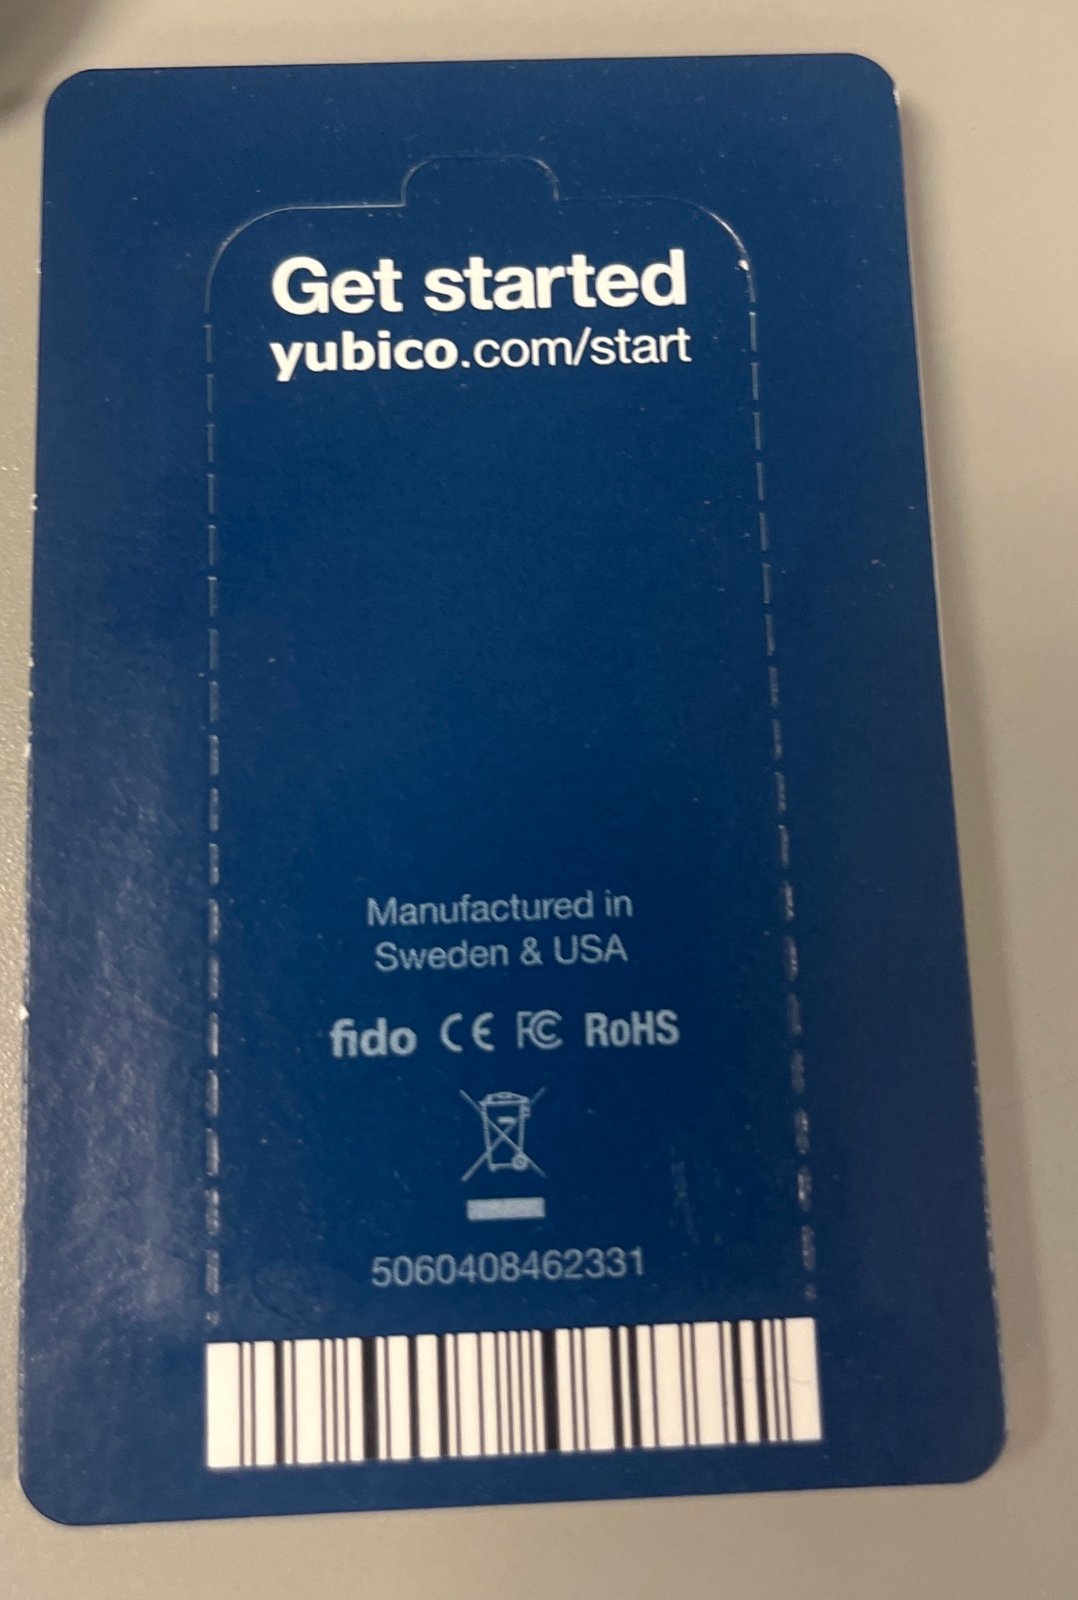 Get started
yubico.com/start
Manufactured in
Sweden & USA
fido CE FC RoHS
5060408462331